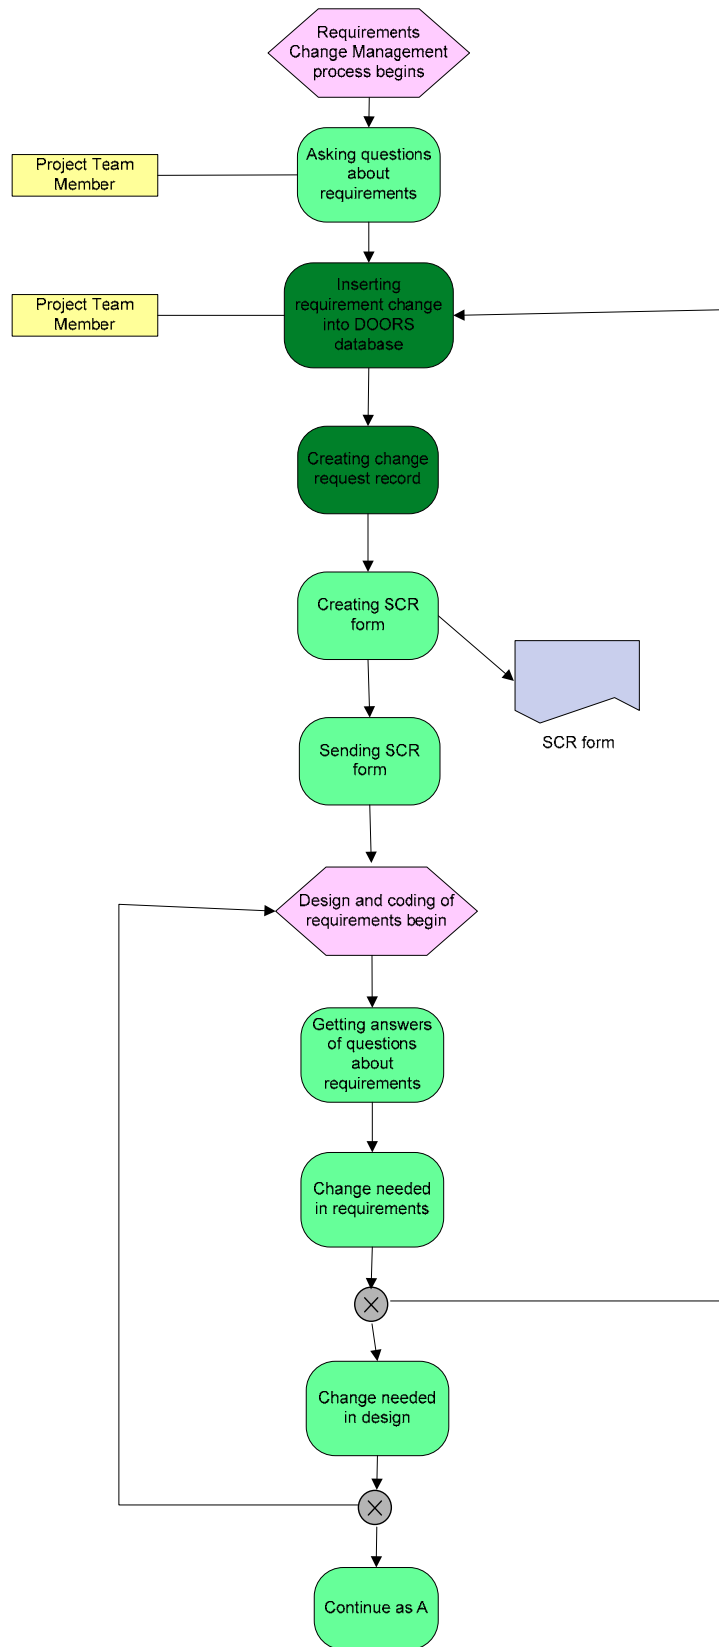 Requirements
Change Management
process begins
Asking questions
about
requirements
Project Team
Member
Inserting
requirement change
into DOORS
database
Project Team
Member
Creating change
request record
Creating SCR
form
SCR form
Sending SCR
form
Design and coding of
requirements begin
Getting answers
of questions
about
requirements
Change needed
in requirements
Change needed
in design
Continue as A